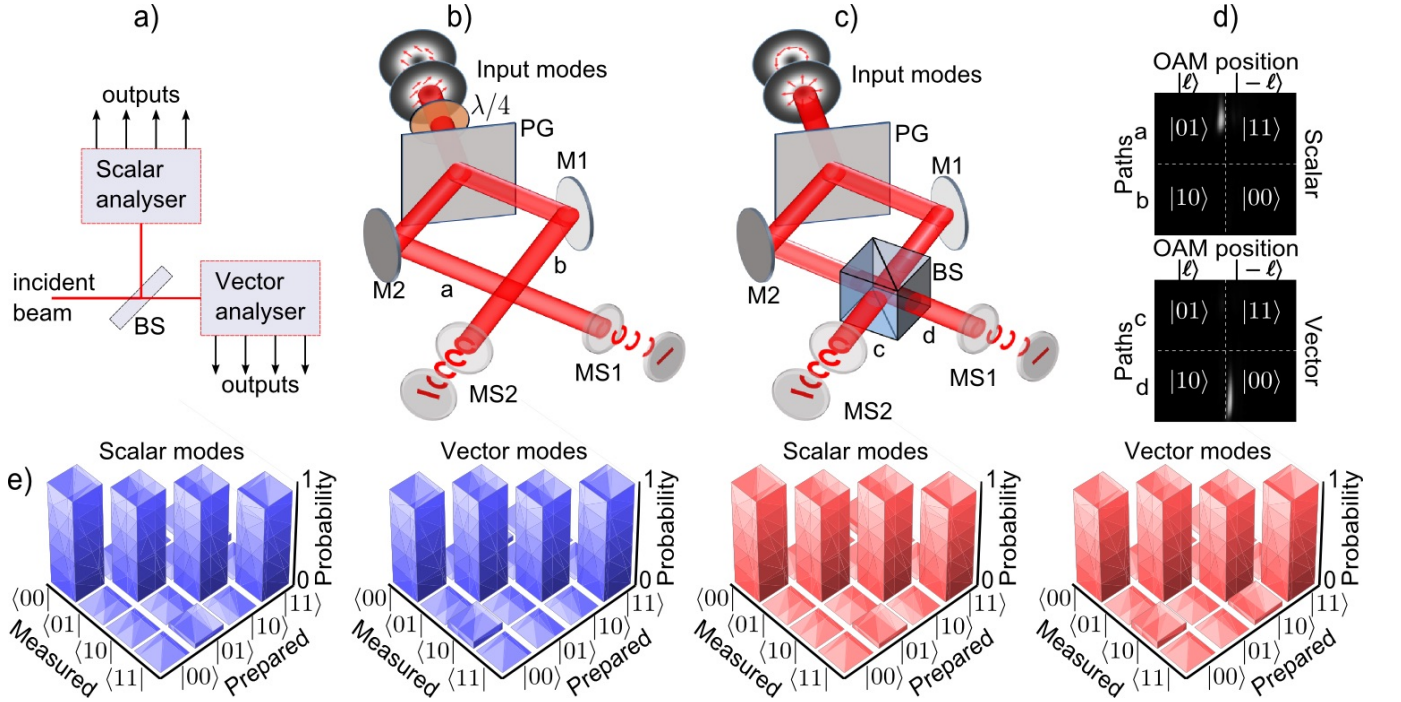 a)
outputs
Scalar
analyser
incident
beam
BS
Vector
analyser
outputs
b)
Input modes
λ/4
PG
M1
M2
a
b
MS1
MS2
c)
Input modes
PG
M1
BS
M2
c
d
MS1
MS2
d)
OAM position
|ℓ⟩ |−ℓ⟩
Paths
a
b
|01⟩ |11⟩
|10⟩ |00⟩
Scalar
OAM position
|ℓ⟩ |−ℓ⟩
Paths
c
d
|01⟩ |11⟩
|10⟩ |00⟩
Vector
e)
Scalar modes
1
Probability
0
⟨00|
⟨01|
⟨10|
⟨11|
Measured
|00⟩
|01⟩
|10⟩
|11⟩
Prepared
Vector modes
1
Probability
0
⟨00|
⟨01|
⟨10|
⟨11|
Measured
|00⟩
|01⟩
|10⟩
|11⟩
Prepared
Scalar modes
1
Probability
0
⟨00|
⟨01|
⟨10|
⟨11|
Measured
|00⟩
|01⟩
|10⟩
|11⟩
Prepared
Vector modes
1
Probability
0
⟨00|
⟨01|
⟨10|
⟨11|
Measured
|00⟩
|01⟩
|10⟩
|11⟩
Prepared